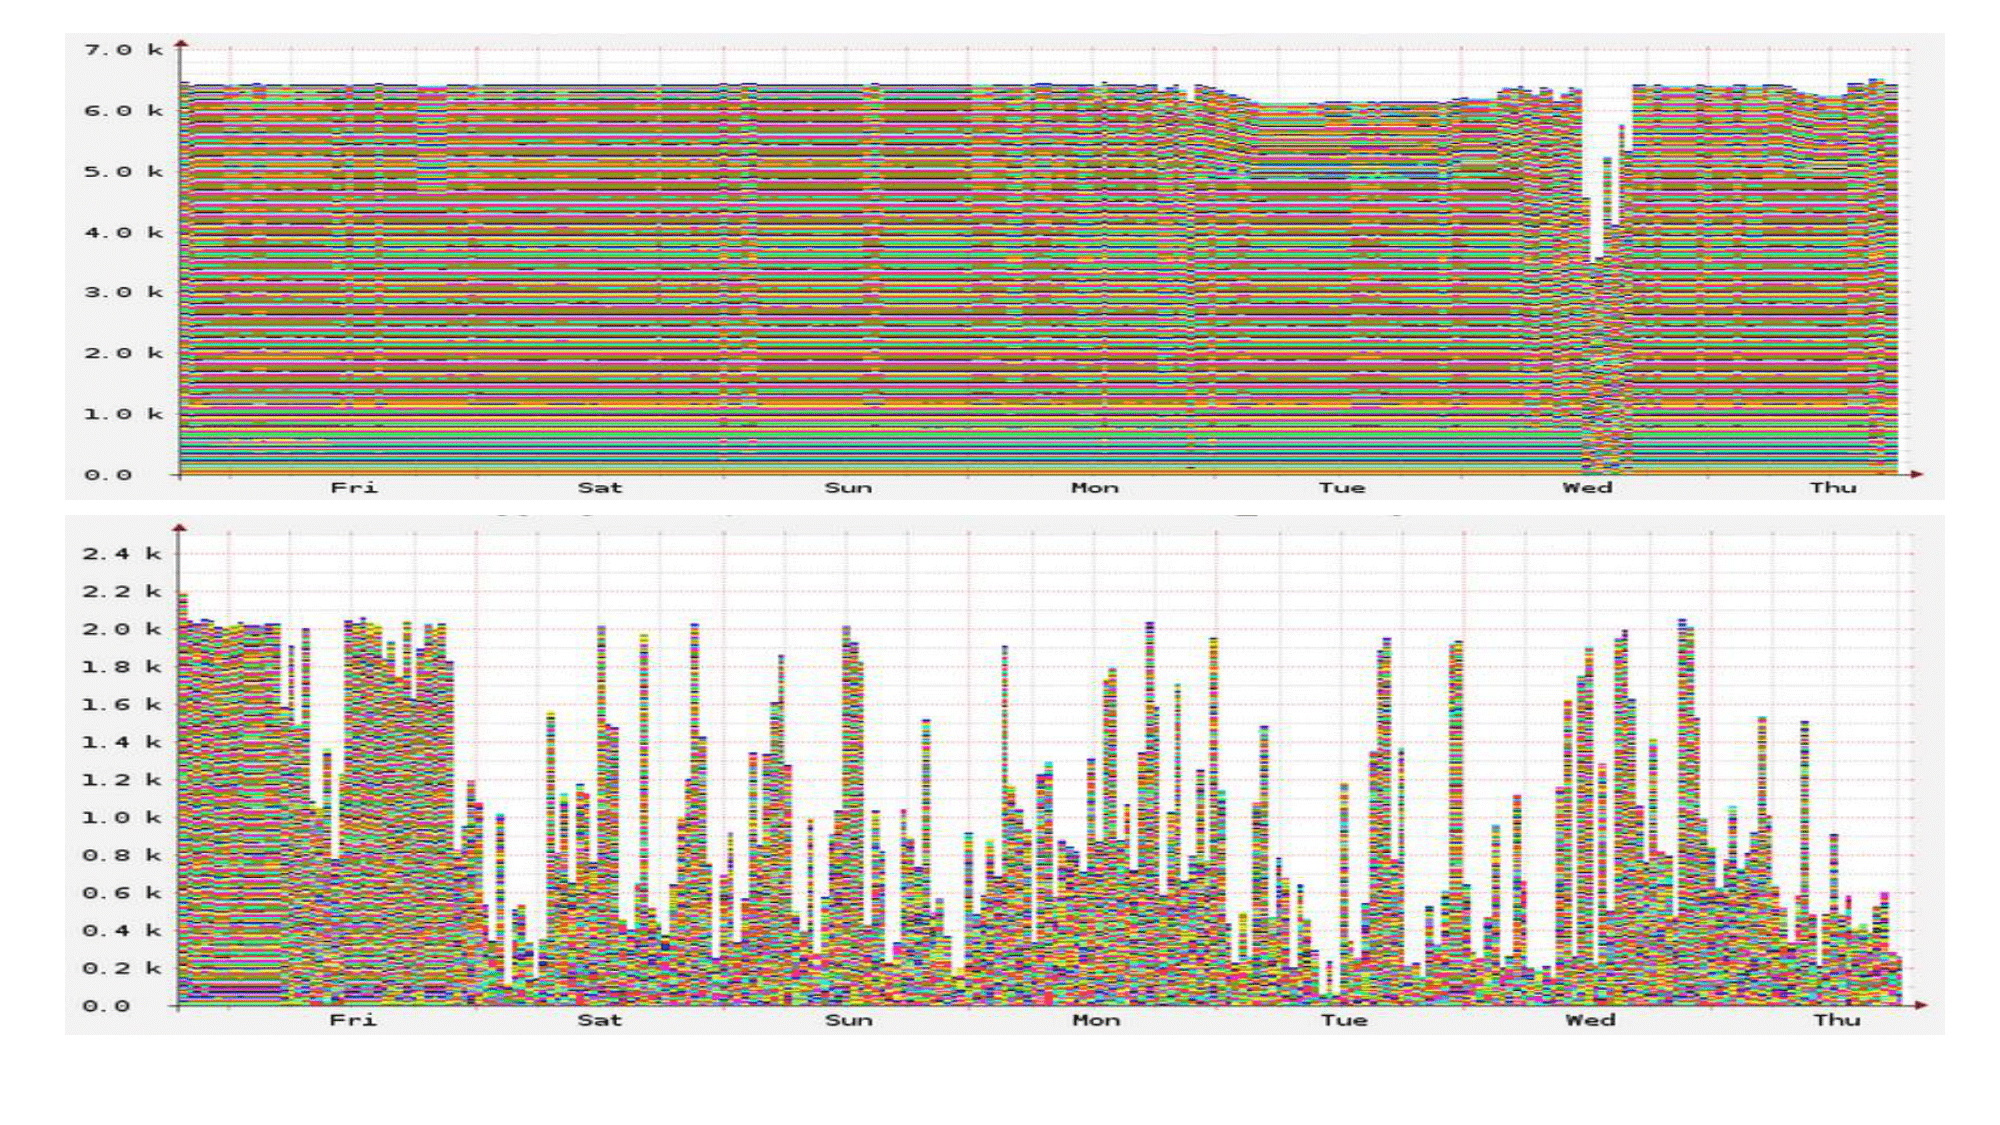 7.0 k
6.0 k
5.0 k
4.0 k
3.0 k
2.0 k
1.0 k
0.0
Fri Sat Sun Mon Tue Wed Thu
2.4 k
2.2 k
2.0 k
1.8 k
1.6 k
1.4 k
1.2 k
1.0 k
0.8 k
0.6 k
0.4 k
0.2 k
0.0
Fri Sat Sun Mon Tue Wed Thu